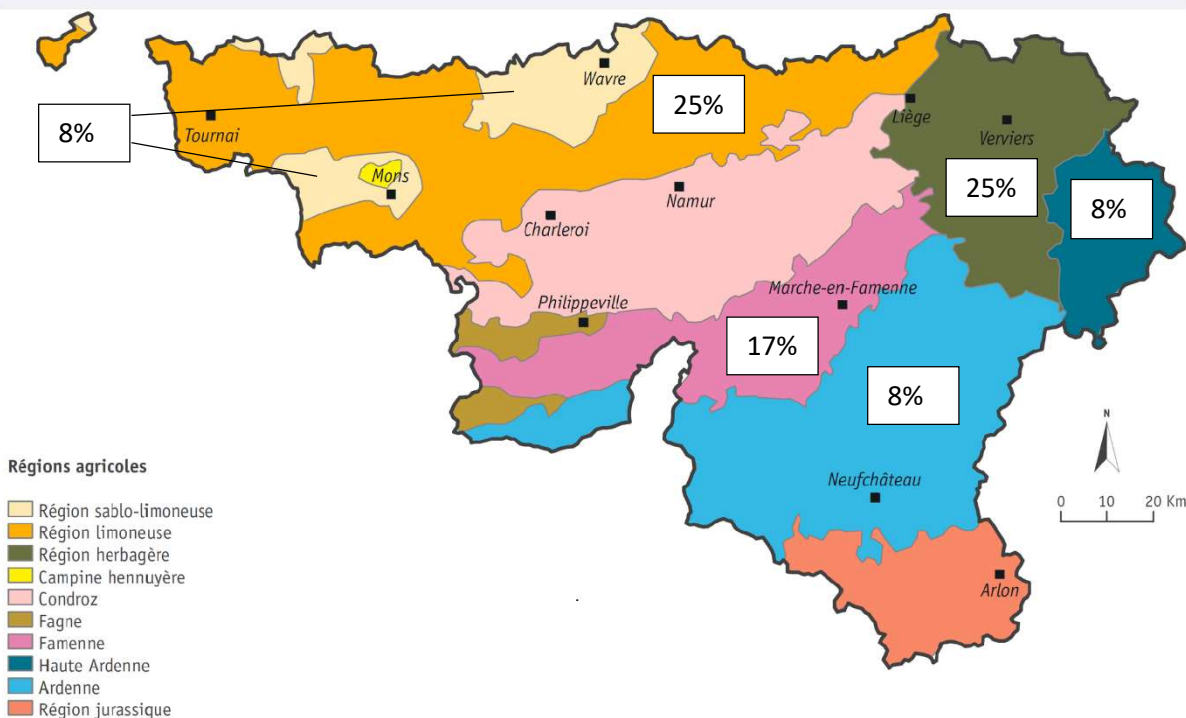 Wavre
25%
8%
Tournai
Liège
Verviers
Mons
Namur
25%
8%
Charleroi
Marche-en-Famenne
Philippeville
17%
8%
N
Régions agricoles
Neufchâteau
0 10 20 Km
Région sablo-limoneuse
Région limoneuse
Région herbagère
Campine hennuyère
Condroz
Fagne
Famenne
Haute Ardenne
Ardenne
Région jurassique
Arlon